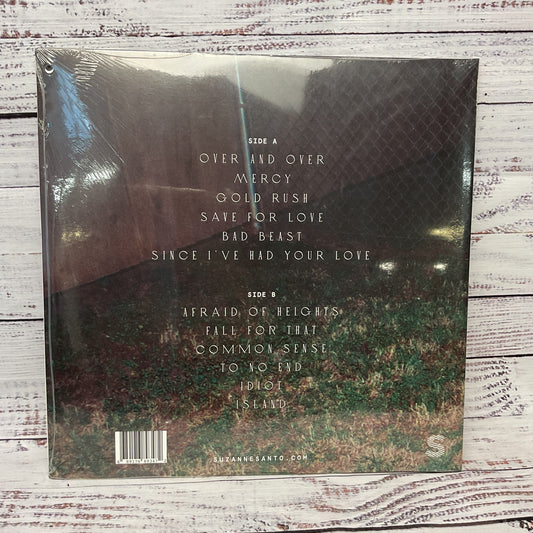 SIDE A
OVER AND OVER
MERCY
GOLD RUSH
SAVE FOR LOVE
BAD BEAST
SINCE I'VE HAD YOUR LOVE
SIDE B
AFRAID OF HEIGHTS
FALL FOR THAT
COMMON SENSE
TO NO END
IDIOT
ISLAND
SUZANNESANTO.COM
S